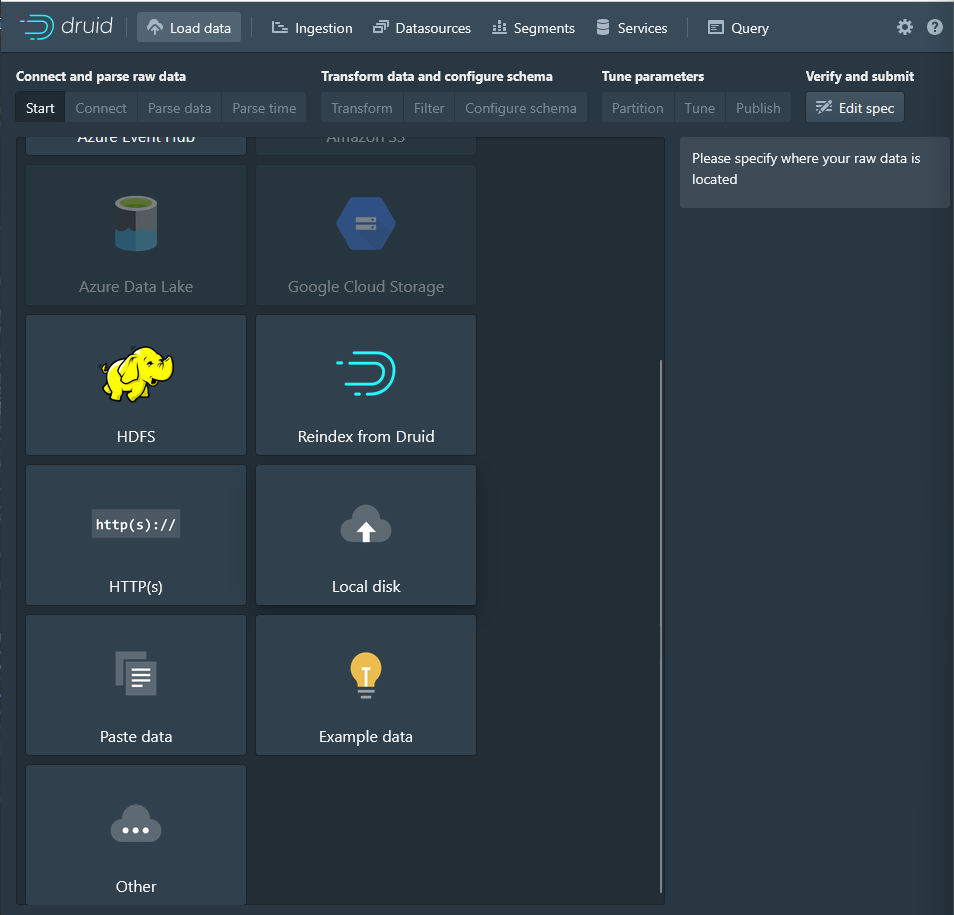 druid
Load data
Ingestion
Datasources
Segments
Services
Query
Connect and parse raw data
Transform data and configure schema
Tune parameters
Verify and submit
Start
Connect
Parse data
Parse time
Transform
Filter
Configure schema
Partition
Tune
Publish
Edit spec
Azure Event Hub
Amazon S3
Please specify where your raw data is
located
Azure Data Lake
Google Cloud Storage
HDFS
Reindex from Druid
http(s)://
HTTP(s)
Local disk
Paste data
Example data
Other